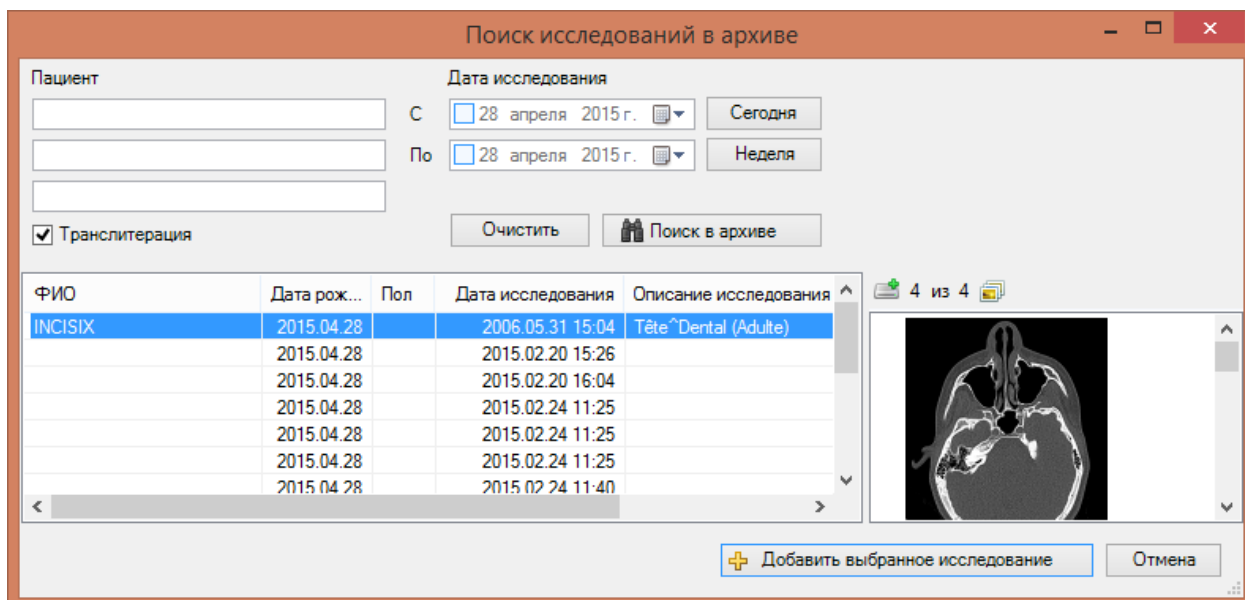 Поиск исследований в архиве
Пациент Дата исследования
С 28 апреля 2015 г. Сегодня
По 28 апреля 2015 г. Неделя
Транслитерация Очистить Поиск в архиве
ФИО Дата рож... Пол Дата исследования Описание исследования 4 из 4
INCISIX 2015.04.28 2006.05.31 15:04 Tête^Dental (Adulte)
2015.04.28 2015.02.20 15:26
2015.04.28 2015.02.20 16:04
2015.04.28 2015.02.24 11:25
2015.04.28 2015.02.24 11:25
2015.04.28 2015.02.24 11:25
2015.04.28 2015.02.24 11:40
Добавить выбранное исследование Отмена